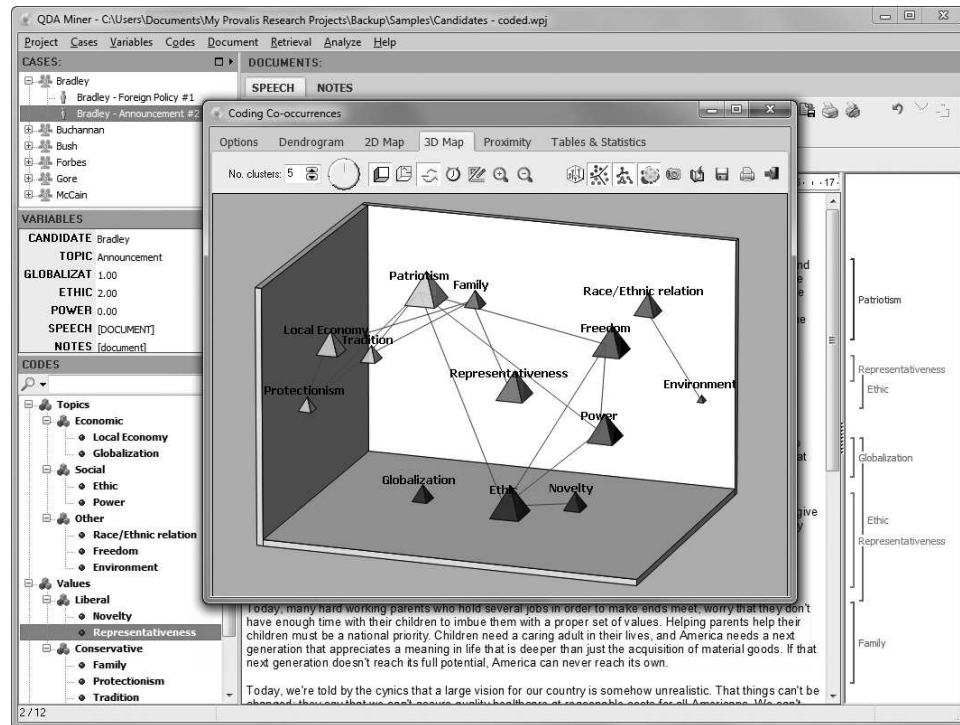 QDA Miner - C:\Users\Documents\My Provalis Research Projects\Backup\Samples\Candidates - coded.wpj
Project Cases Variables Codes Document Retrieval Analyze Help
CASES:
Bradley
Bradley - Foreign Policy #1
Bradley - Announcement #2
Buchannan
Bush
Forbes
Gore
McCain
VARIABLES
CANDIDATE Bradley
TOPIC Announcement
GLOBALIZAT 1.00
ETHIC 2.00
POWER 0.00
SPEECH [DOCUMENT]
NOTES [document]
CODES
Topics
Economic
Local Economy
Globalization
Social
Ethic
Power
Other
Race/Ethnic relation
Freedom
Environment
Values
Liberal
Novelty
Representativeness
Conservative
Family
Protectionism
Tradition
2/12
DOCUMENTS:
SPEECH NOTES
Coding Co-occurrences
Options Dendrogram 2D Map 3D Map Proximity Tables & Statistics
No. clusters: 5
Patriotism
Family
Race/Ethnic relation
Local Economy
Tradition
Freedom
Representativeness
Protectionism
Environment
Power
Globalization
Ethic
Novelty
17
Today, many hard working parents who hold several jobs in order to make ends meet, worry that they don't
have enough time with their children to imbue them with a proper set of values. Helping parents help their
children must be a national priority. Children need a caring adult in their lives, and America needs a next
generation that appreciates a meaning in life that is deeper than just the acquisition of material goods. If that
next generation doesn't reach its full potential, America can never reach its own.
Today, we're told by the cynics that a large vision for our country is somehow unrealistic. That things can't be
Patriotism
Representativeness
Ethic
Globalization
Ethic
Representativeness
Family